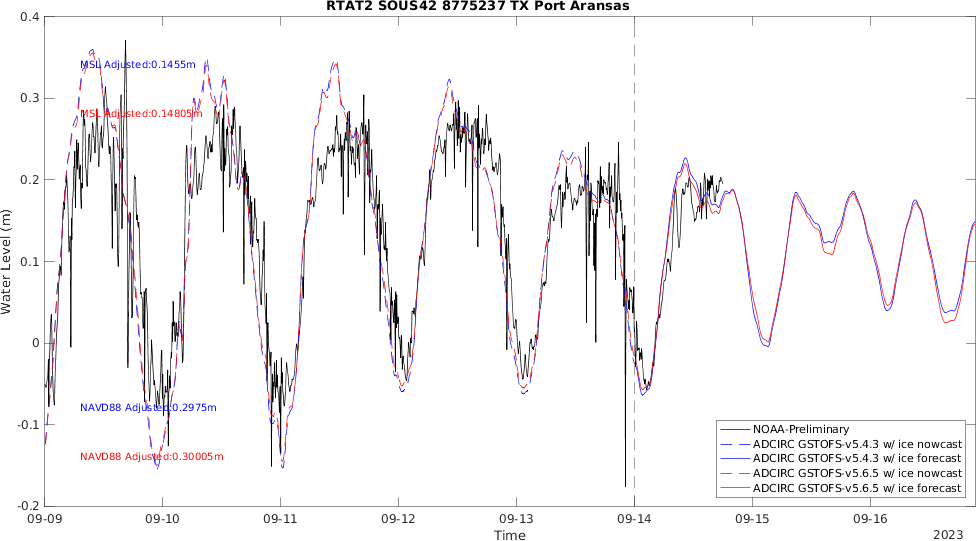 RTAT2 SOUS42 8775237 TX Port Aransas
0.4
0.3
0.2
0.1
0
-0.1
-0.2
Water Level (m)
MSL Adjusted:0.1455m
MSL Adjusted:0.14805m
NAVD88 Adjusted:0.2975m
NAVD88 Adjusted:0.30005m
NOAA-Preliminary
ADCIRC GSTOFS-v5.4.3 w/ ice nowcast
ADCIRC GSTOFS-v5.4.3 w/ ice forecast
ADCIRC GSTOFS-v5.6.5 w/ ice nowcast
ADCIRC GSTOFS-v5.6.5 w/ ice forecast
09-09 09-10 09-11 09-12 09-13 09-14 09-15 09-16
Time
2023